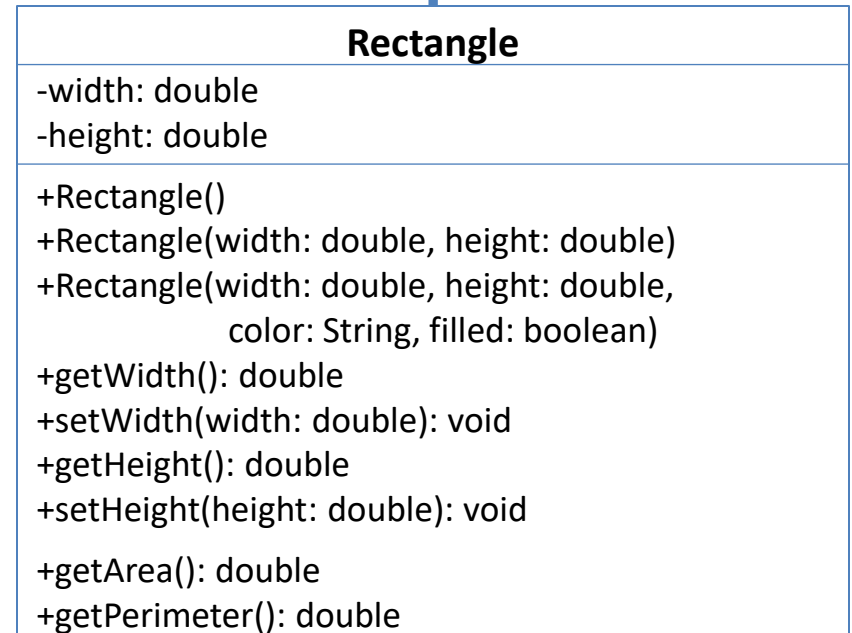 Rectangle
-width: double
-height: double
+Rectangle()
+Rectangle(width: double, height: double)
+Rectangle(width: double, height: double,
color: String, filled: boolean)
+getWidth(): double
+setWidth(width: double): void
+getHeight(): double
+setHeight(height: double): void
+getArea(): double
+getPerimeter(): double